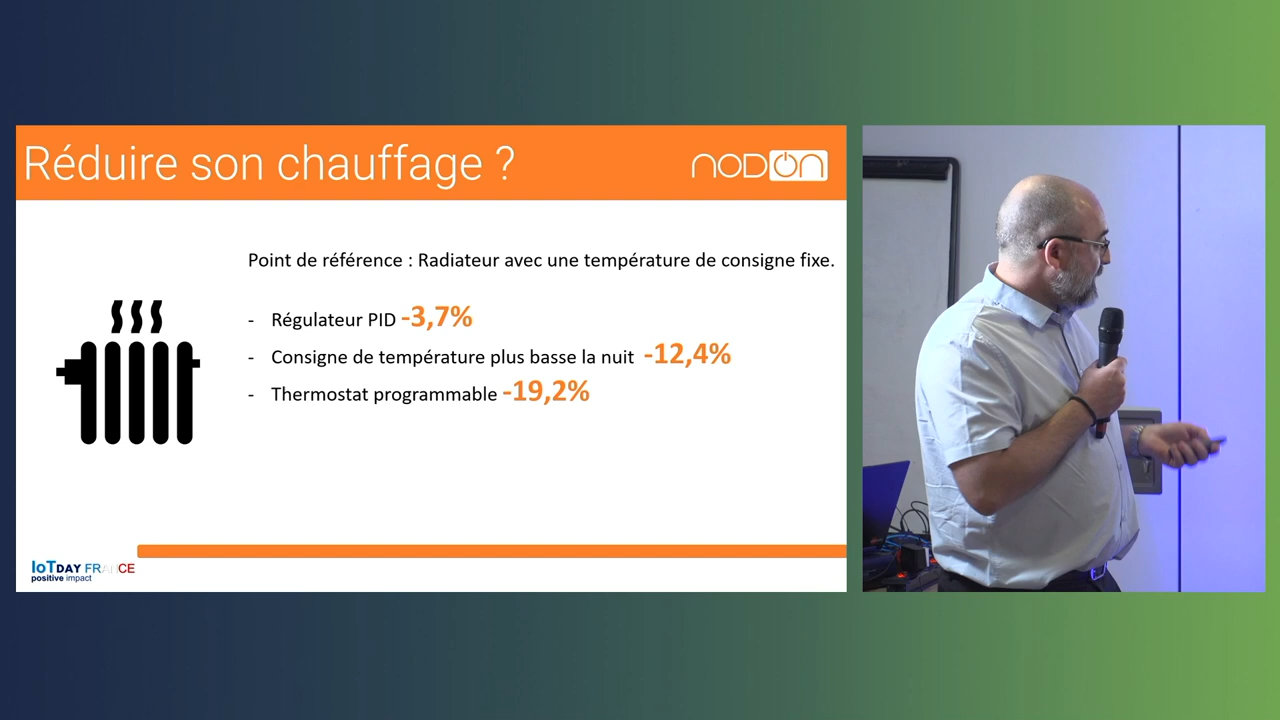 Réduire son chauffage ?
NODON
Point de référence : Radiateur avec une température de consigne fixe.
- Régulateur PID -3,7%
- Consigne de température plus basse la nuit -12,4%
- Thermostat programmable -19,2%
IoTDAY FRANCE
positive impact